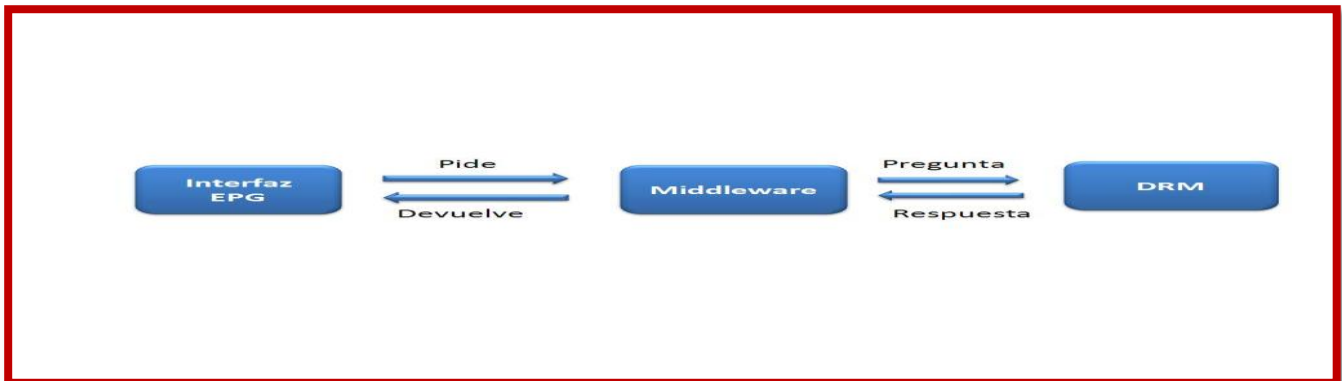 Interfaz
EPG
Pide
Devuelve
Middleware
Pregunta
Respuesta
DRM